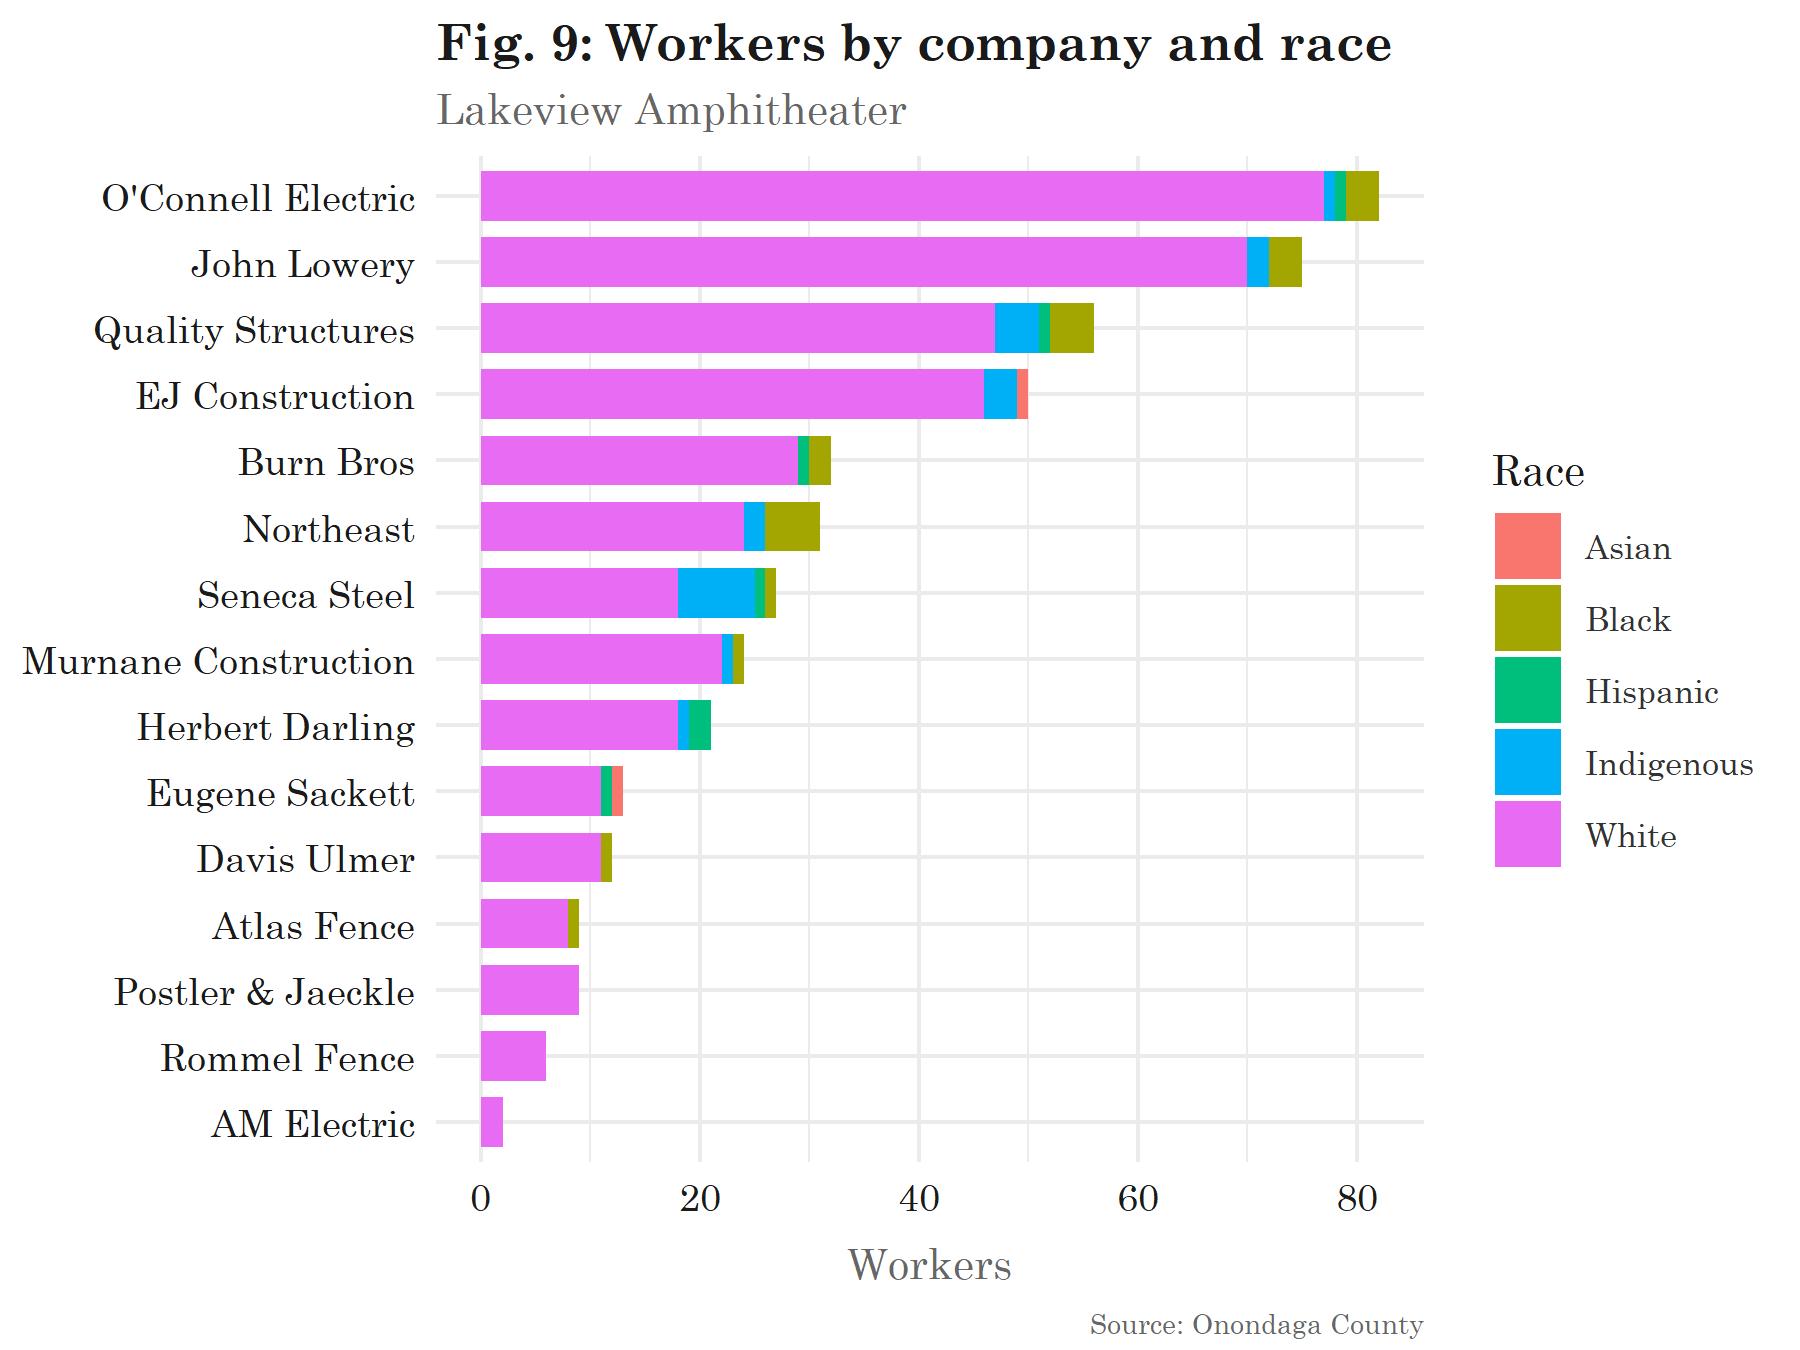 Fig. 9: Workers by company and race
Lakeview Amphitheater
O'Connell Electric
John Lowery
Quality Structures
EJ Construction
Burn Bros
Northeast
Seneca Steel
Murnane Construction
Herbert Darling
Eugene Sackett
Davis Ulmer
Atlas Fence
Postler & Jaeckle
Rommel Fence
AM Electric
0 20 40 60 80
Workers
Race
Asian
Black
Hispanic
Indigenous
White
Source: Onondaga County